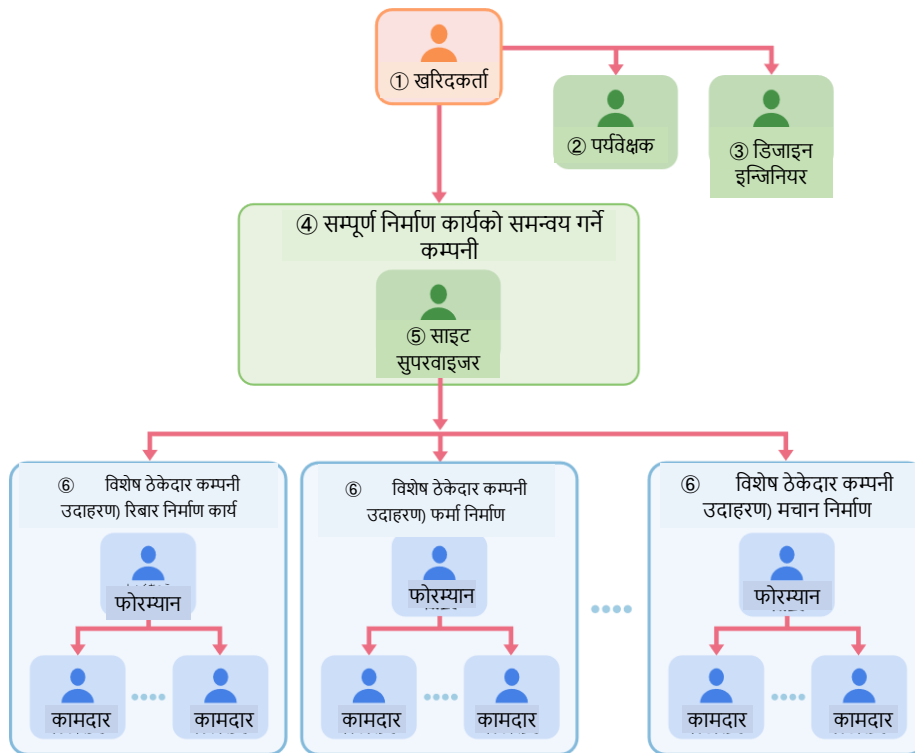 ① खरिदकर्ता
② पर्यवेक्षक
③ डिजाइन
इन्जिनियर
④ सम्पूर्ण निर्माण कार्यको समन्वय गर्ने
कम्पनी
⑤ साइट
सुपरवाइजर
⑥ विशेष ठेकेदार कम्पनी
उदाहरण) रिबार निर्माण कार्य
फोरम्यान
कामदार
कामदार
⑥ विशेष ठेकेदार कम्पनी
उदाहरण) फर्मा निर्माण
फोरम्यान
कामदार
कामदार
⑥ विशेष ठेकेदार कम्पनी
उदाहरण) मचान निर्माण
फोरम्यान
कामदार
कामदार